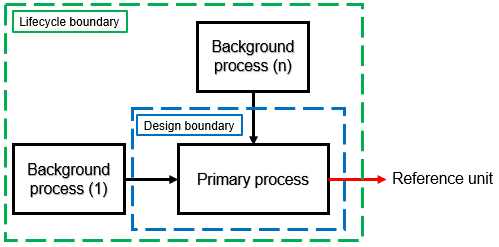 Lifecycle boundary
Background
process (n)
Design boundary
Background
process (1)
Primary process
Reference unit